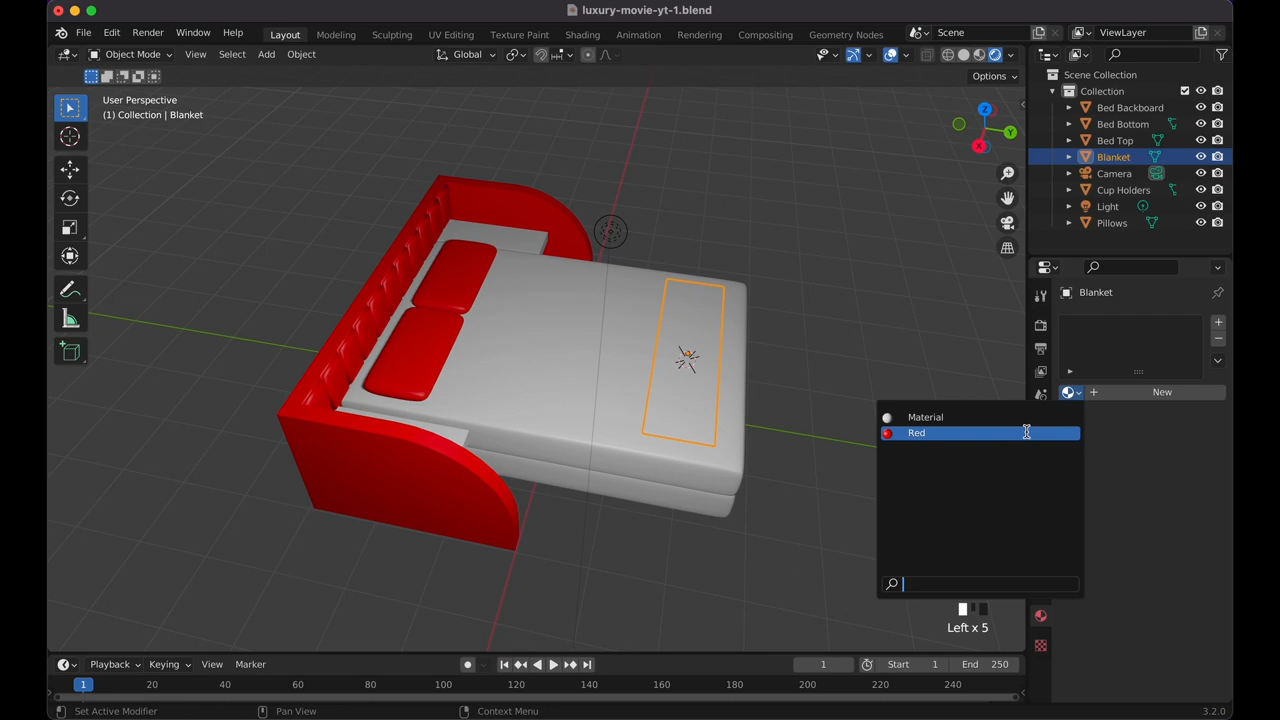 luxury-movie-yt-1.blend
File Edit Render Window Help Layout Modeling Sculpting UV Editing Texture Paint Shading Animation Rendering Compositing Geometry Nodes Scene ViewLayer
Object Mode View Select Add Object Global
Options
User Perspective
(1) Collection | Blanket
Z
Y
X
Scene Collection
Collection
Bed Backboard
Bed Bottom
Bed Top
Blanket
Camera
Cup Holders
Light
Pillows
Blanket
New
Material
Red
Left x 5
Playback Keying View Marker 1 Start 1 End 250
1 20 40 60 80 100 120 140 160 180 200 220 240
Set Active Modifier Pan View Context Menu 3.2.0